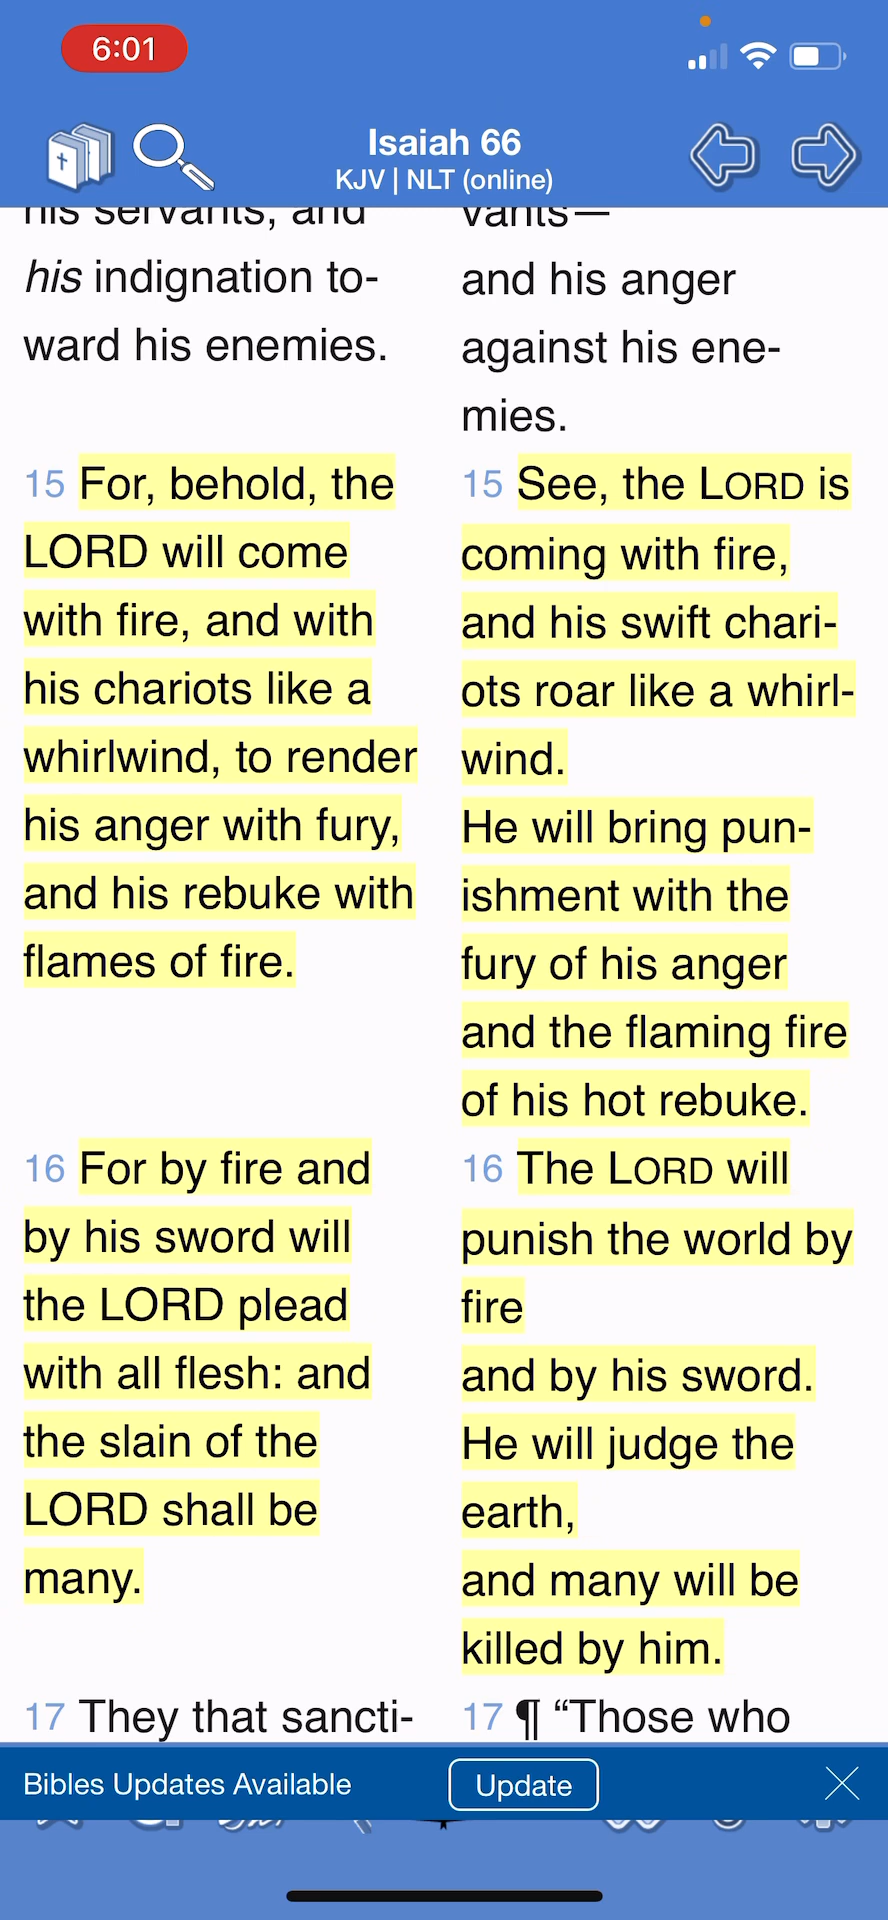 6:01
Isaiah 66
KJV | NLT (online)
his servants, and
his indignation to-
ward his enemies.
15 For, behold, the
LORD will come
with fire, and with
his chariots like a
whirlwind, to render
his anger with fury,
and his rebuke with
flames of fire.
16 For by fire and
by his sword will
the LORD plead
with all flesh: and
the slain of the
LORD shall be
many.
17 They that sancti-
vants—
and his anger
against his ene-
mies.
15 See, the LORD is
coming with fire,
and his swift chari-
ots roar like a whirl-
wind.
He will bring pun-
ishment with the
fury of his anger
and the flaming fire
of his hot rebuke.
16 The LORD will
punish the world by
fire
and by his sword.
He will judge the
earth,
and many will be
killed by him.
17 ¶ “Those who
Bibles Updates Available
Update